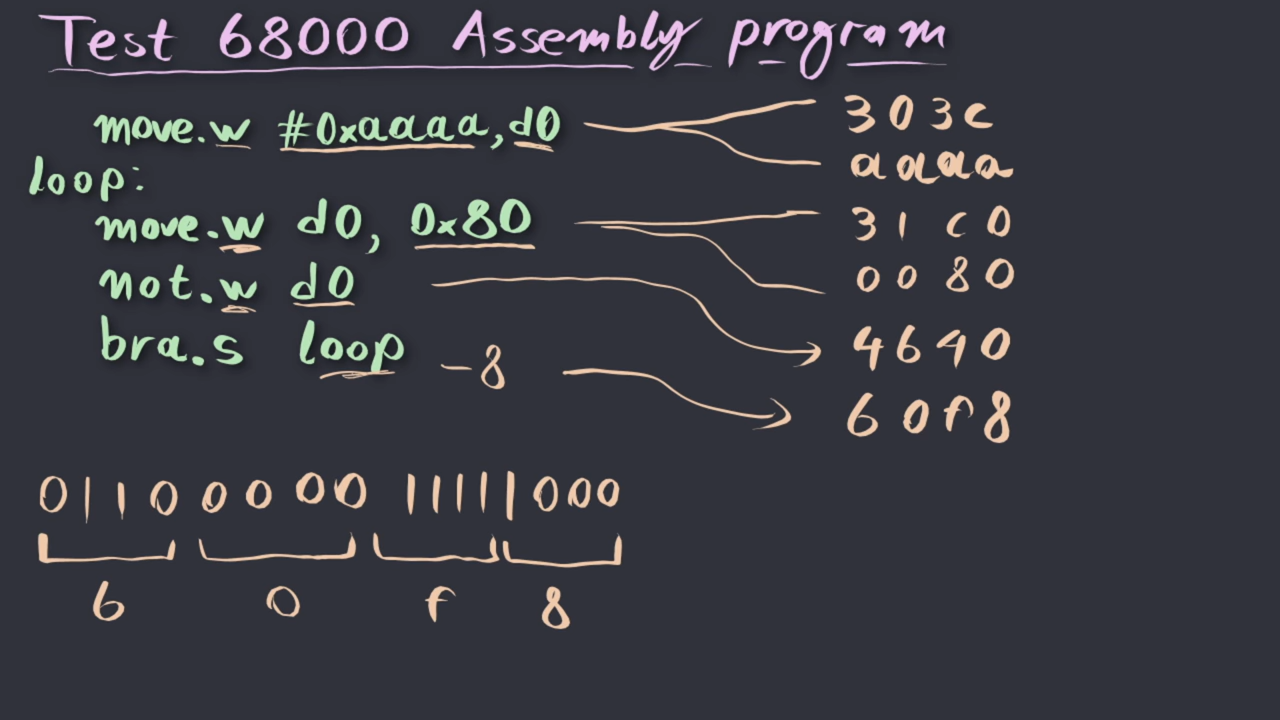 Test 68000 Assembly program
move.w #0xaaaa,d0 303c
aaaa
loop:
move.w d0, 0x80 31c0
0080
not.w d0 4640
bra.s loop -8 60f8
0110 0000 1111 1000
6 0 f 8